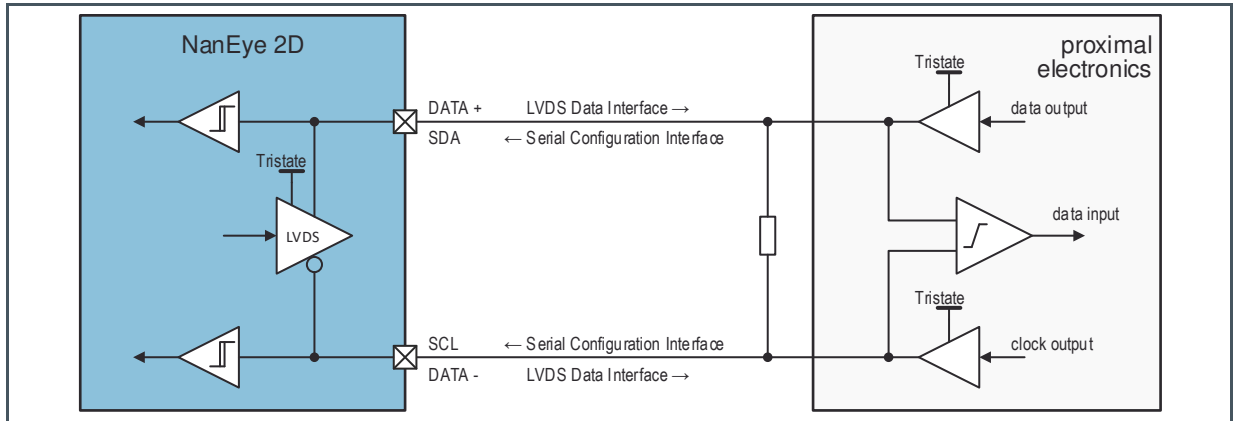 NanEye 2D
proximal
electronics
Tristate
DATA + LVDS Data Interface →
data output
SDA ← Serial Configuration Interface
Tristate
LVDS
data input
Tristate
SCL ← Serial Configuration Interface
clock output
DATA - LVDS Data Interface →